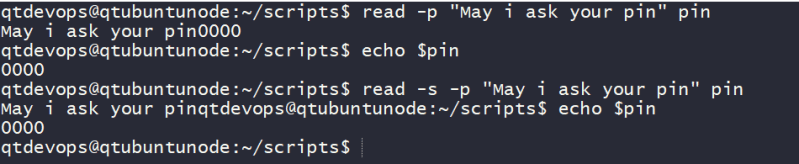 qtdevops@qtubuntunode:~/scripts$ read -p "May i ask your pin" pin
May i ask your pin0000
qtdevops@qtubuntunode:~/scripts$ echo $pin
0000
qtdevops@qtubuntunode:~/scripts$ read -s -p "May i ask your pin" pin
May i ask your pinqtdevops@qtubuntunode:~/scripts$ echo $pin
0000
qtdevops@qtubuntunode:~/scripts$